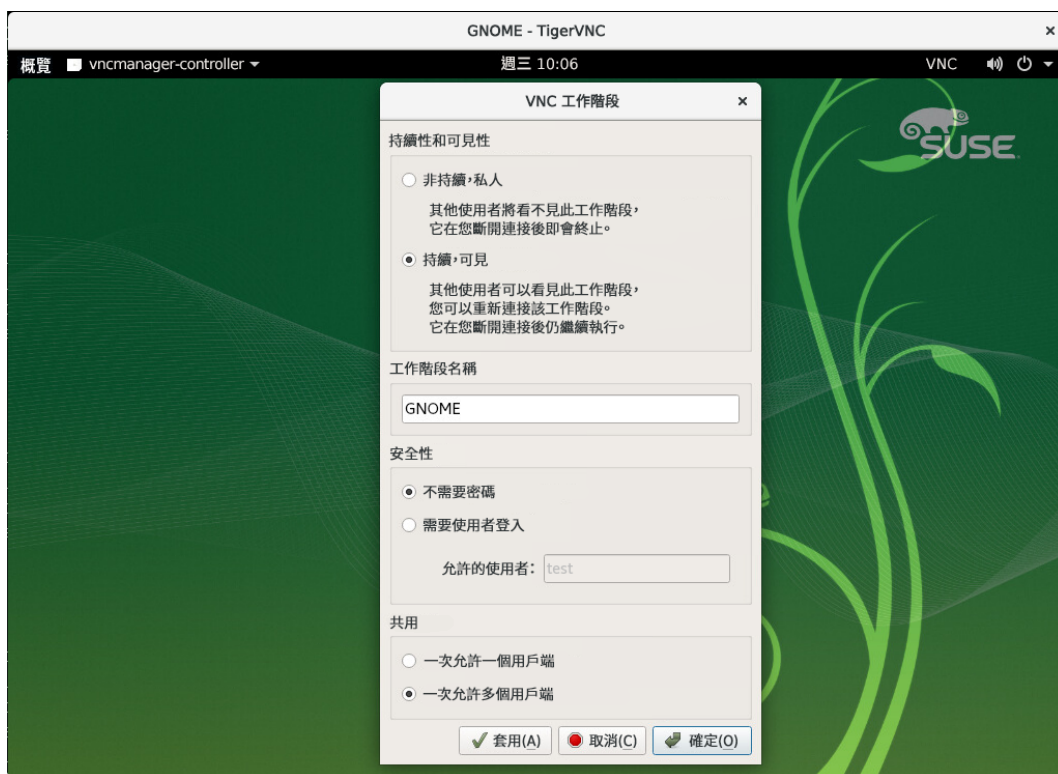 GNOME - TigerVNC
概覽 vncmanager-controller 週三 10:06 VNC
VNC 工作階段
SUSE
持續性和可見性
非持續，私人
其他使用者將看不見此工作階段，
它在您斷開連接後即會終止。
持續，可見
其他使用者可以看見此工作階段，
您可以重新連接該工作階段。
它在您斷開連接後仍繼續執行。
工作階段名稱
GNOME
安全性
不需要密碼
需要使用者登入
允許的使用者： test
共用
一次允許一個用戶端
一次允許多個用戶端
套用(A) 取消(C) 確定(O)